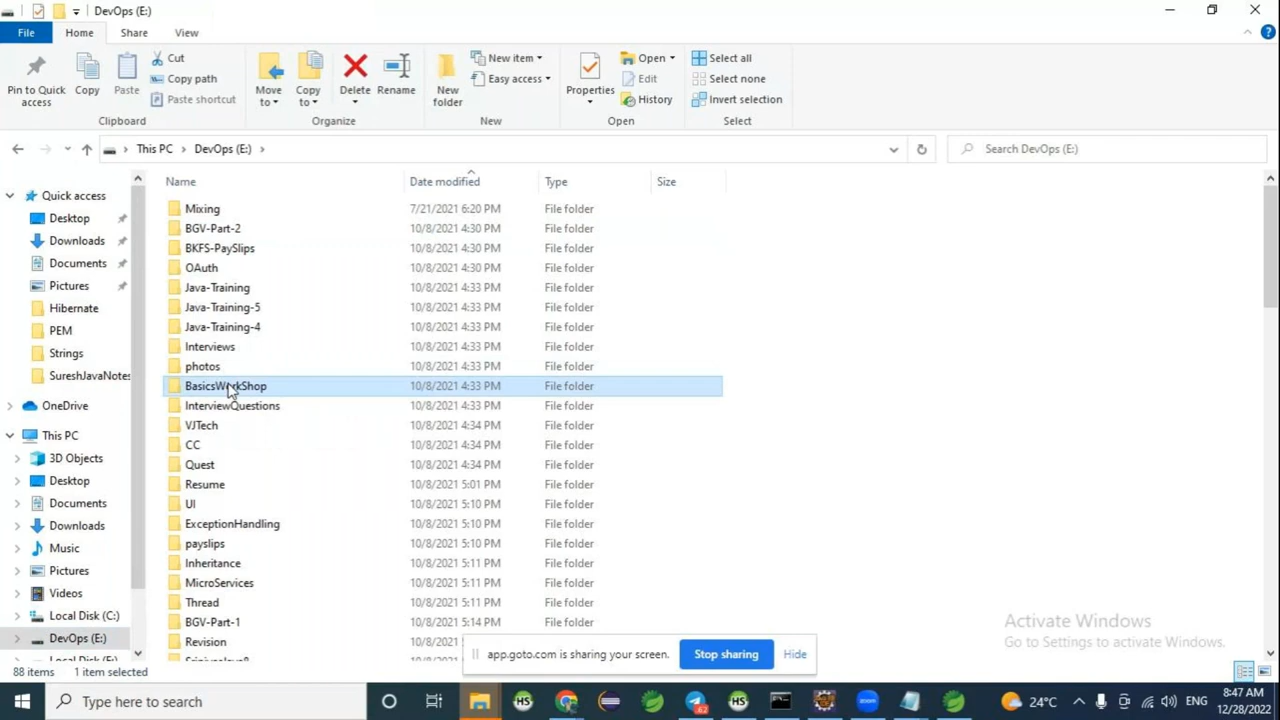 DevOps (E:)
File Home Share View
Pin to Quick access
Copy
Paste
Cut
Copy path
Paste shortcut
Clipboard
Move to
Copy to
Delete
Rename
Organize
New folder
New item
Easy access
New
Properties
Open
Edit
History
Open
Select all
Select none
Invert selection
Select
This PC > DevOps (E:) >
Search DevOps (E:)
Quick access
Desktop
Downloads
Documents
Pictures
Hibernate
PEM
Strings
SureshJavaNotes
OneDrive
This PC
3D Objects
Desktop
Documents
Downloads
Music
Pictures
Videos
Local Disk (C:)
DevOps (E:)
Name Date modified Type Size
Mixing 7/21/2021 6:20 PM File folder
BGV-Part-2 10/8/2021 4:30 PM File folder
BKFS-PaySlips 10/8/2021 4:30 PM File folder
OAuth 10/8/2021 4:30 PM File folder
Java-Training 10/8/2021 4:33 PM File folder
Java-Training-5 10/8/2021 4:33 PM File folder
Java-Training-4 10/8/2021 4:33 PM File folder
Interviews 10/8/2021 4:33 PM File folder
photos 10/8/2021 4:33 PM File folder
BasicsWorkShop 10/8/2021 4:33 PM File folder
InterviewQuestions 10/8/2021 4:33 PM File folder
VJTech 10/8/2021 4:34 PM File folder
CC 10/8/2021 4:34 PM File folder
Quest 10/8/2021 4:34 PM File folder
Resume 10/8/2021 5:01 PM File folder
UI 10/8/2021 5:10 PM File folder
ExceptionHandling 10/8/2021 5:10 PM File folder
payslips 10/8/2021 5:10 PM File folder
Inheritance 10/8/2021 5:11 PM File folder
MicroServices 10/8/2021 5:11 PM File folder
Thread 10/8/2021 5:11 PM File folder
BGV-Part-1 10/8/2021 5:14 PM File folder
Revision 10/8/2021
app.goto.com is sharing your screen. Stop sharing Hide
Activate Windows
Go to Settings to activate Windows.
88 items 1 item selected
Type here to search
HS
62
HS
zoom
24°C
ENG
8:47 AM
12/28/2022